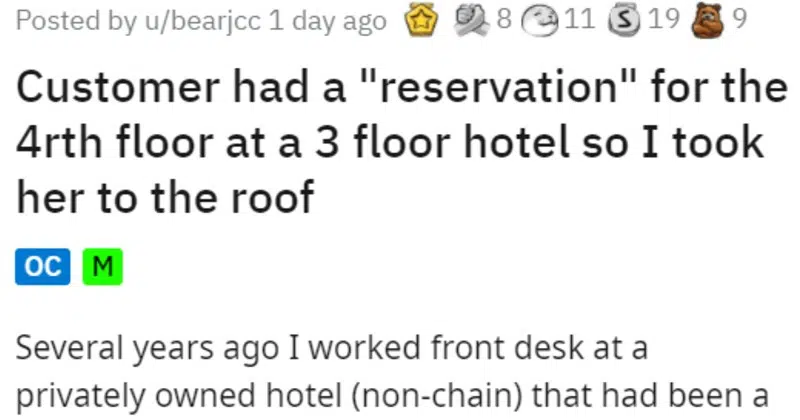 Posted by u/bearjcc 1 day ago 8 11 S 19 9
Customer had a "reservation" for the
4rth floor at a 3 floor hotel so I took
her to the roof
OC M
Several years ago I worked front desk at a
privately owned hotel (non-chain) that had been a